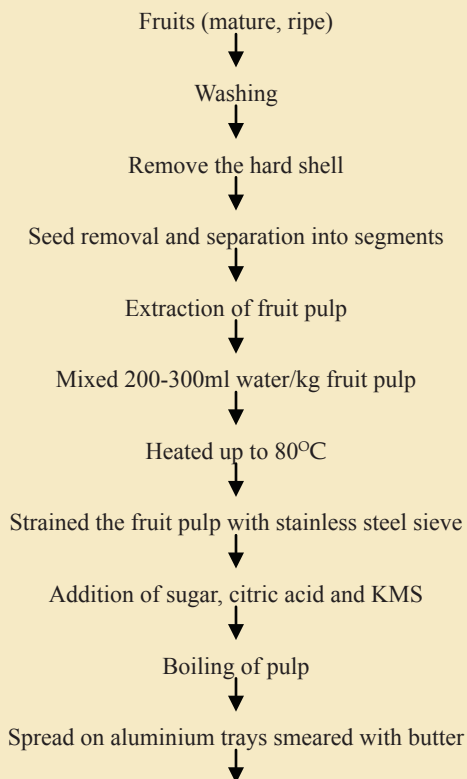 Fruits (mature, ripe)
Washing
Remove the hard shell
Seed removal and separation into segments
Extraction of fruit pulp
Mixed 200-300ml water/kg fruit pulp
Heated up to 80ᴼC
Strained the fruit pulp with stainless steel sieve
Addition of sugar, citric acid and KMS
Boiling of pulp
Spread on aluminium trays smeared with butter